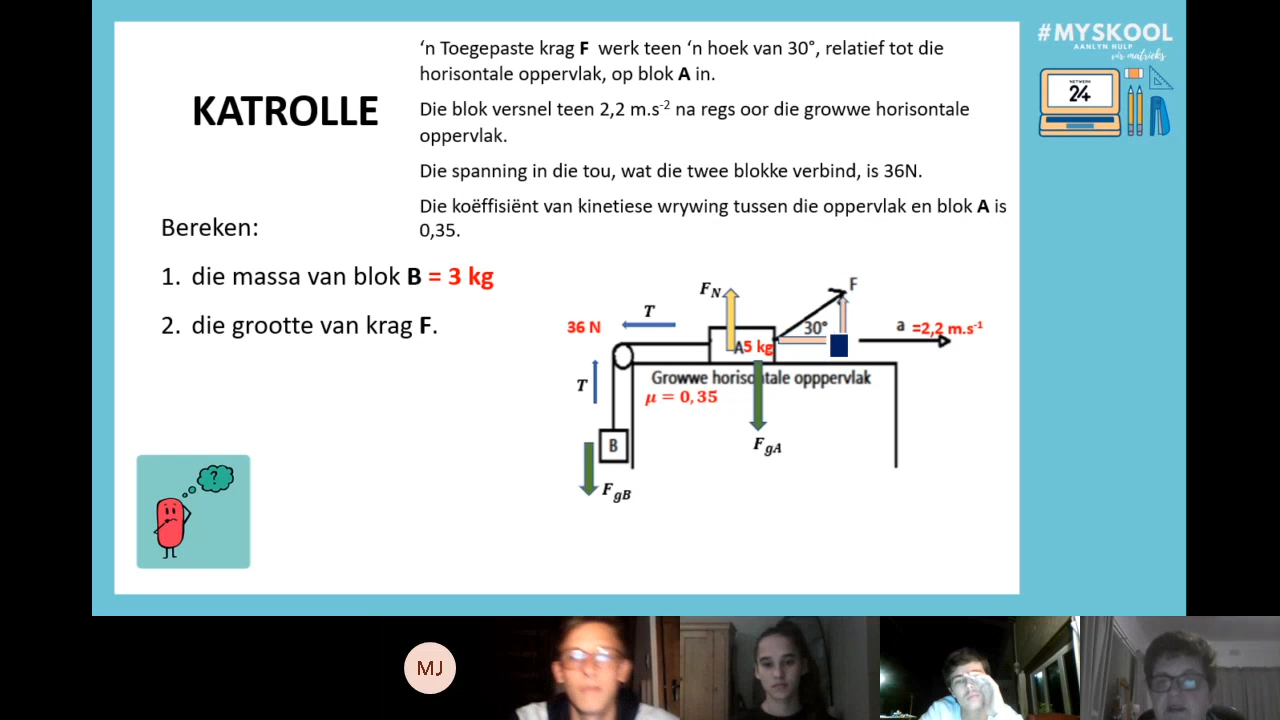 #MYSKOOL
AANLYN HULP
vir matrieks
NETWERK
24
KATROLLE
'n Toegepaste krag F werk teen 'n hoek van 30°, relatief tot die
horisontale oppervlak, op blok A in.
Die blok versnel teen 2,2 m.s⁻² na regs oor die growwe horisontale
oppervlak.
Die spanning in die tou, wat die twee blokke verbind, is 36N.
Die koëffisiënt van kinetiese wrywing tussen die oppervlak en blok A is
0,35.
Bereken:
1. die massa van blok B = 3 kg
2. die grootte van krag F.
36 N
T
F_N
F
30°
a =2,2 m.s⁻¹
A5 kg
T
Growwe horisontale opppervlak
μ = 0,35
B
F_gA
F_gB
?
MJ